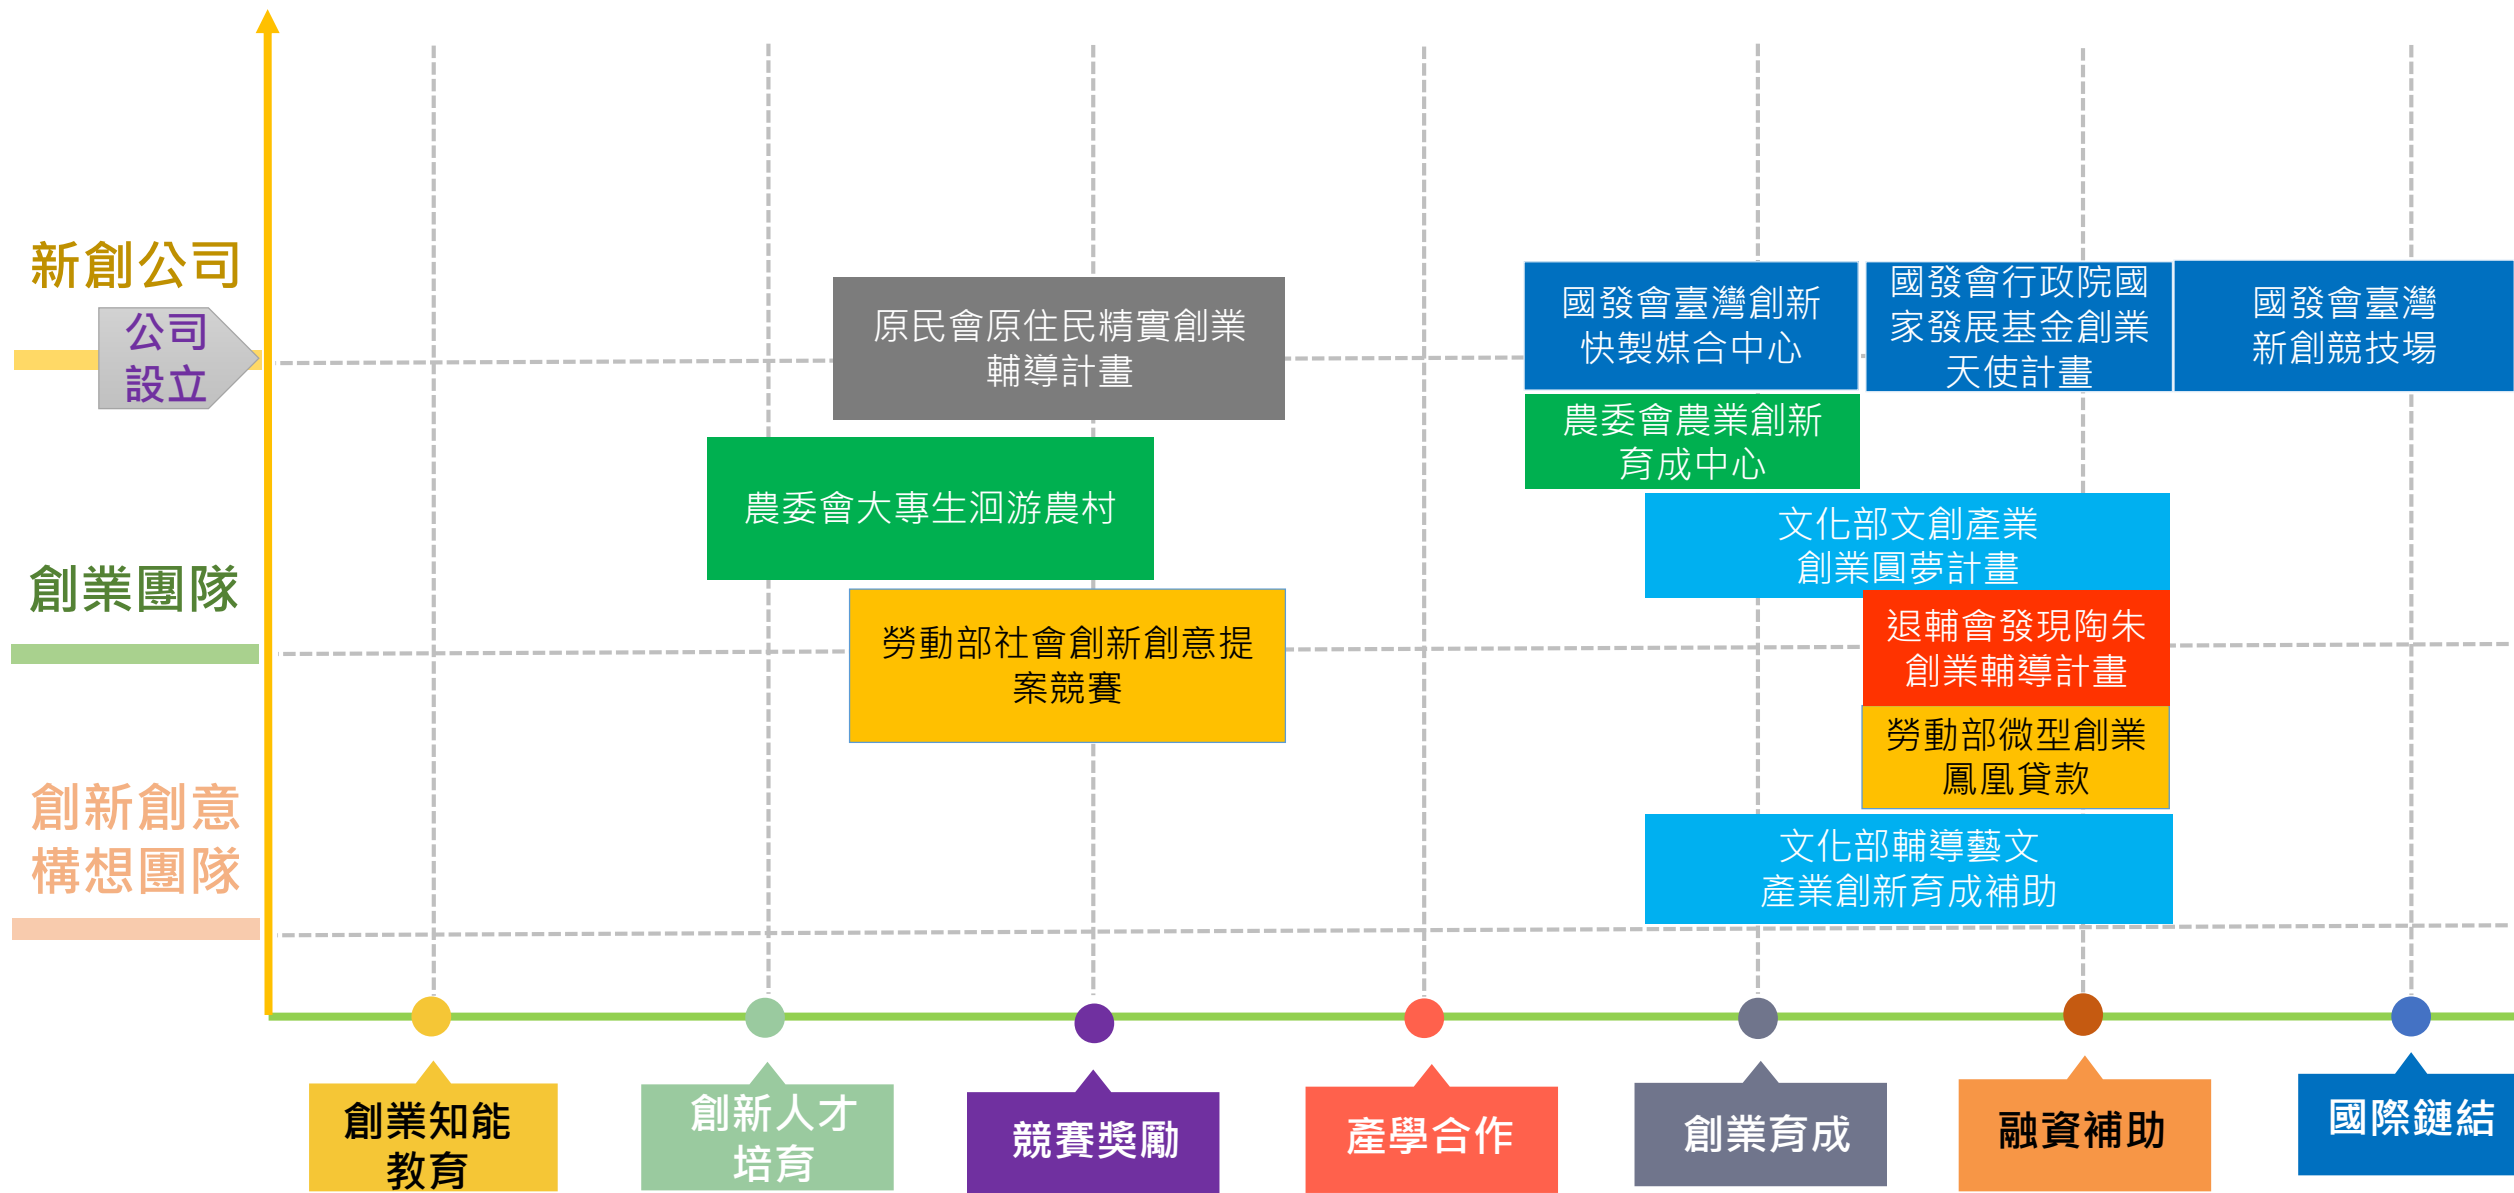 新創公司
公司
設立
創業團隊
創新創意
構想團隊
原民會原住民精實創業
輔導計畫
國發會臺灣創新
快製媒合中心
國發會行政院國
家發展基金創業
天使計畫
國發會臺灣
新創競技場
農委會農業創新
育成中心
農委會大專生洄游農村
文化部文創產業
創業圓夢計畫
勞動部社會創新創意提
案競賽
退輔會發現陶朱
創業輔導計畫
勞動部微型創業
鳳凰貸款
文化部輔導藝文
產業創新育成補助
創業知能
教育
創新人才
培育
競賽獎勵
產學合作
創業育成
融資補助
國際鏈結